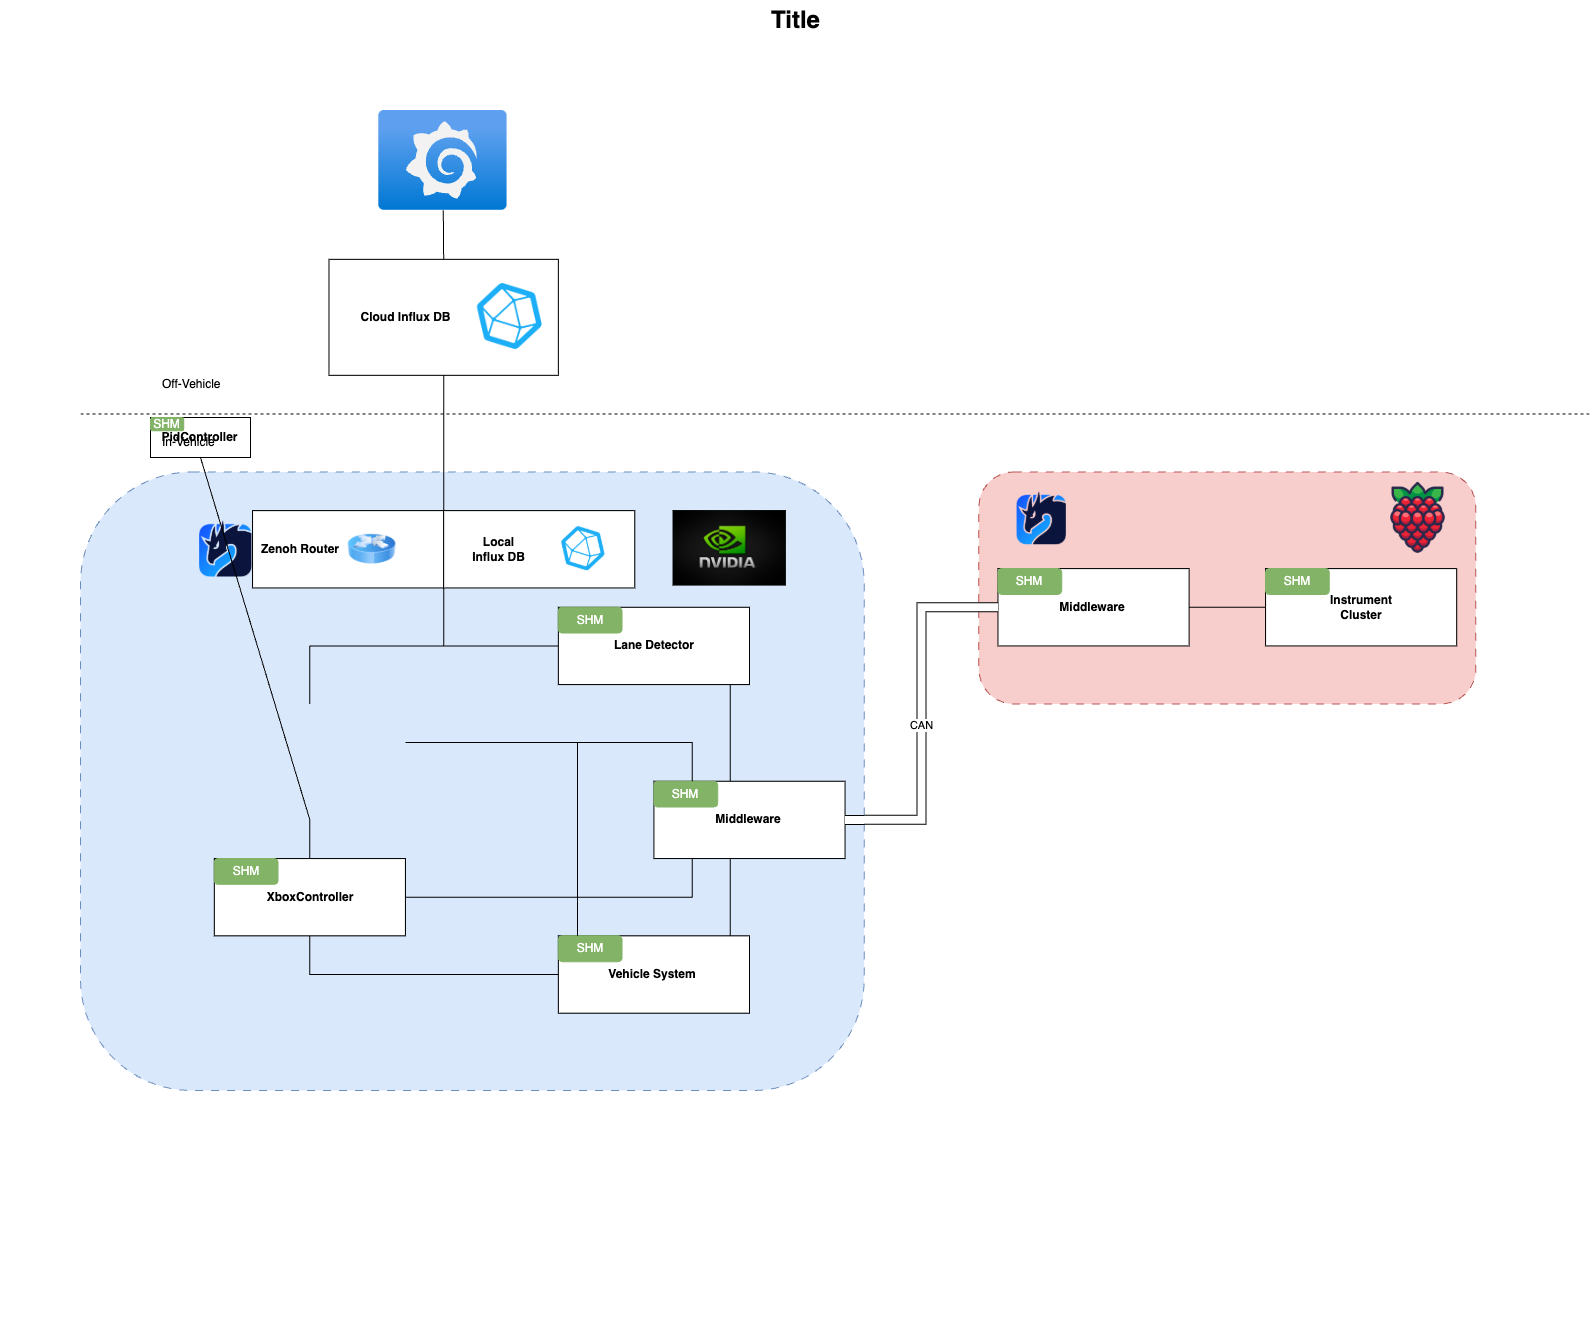 Title
Cloud Influx DB
Off-Vehicle
SHM
PidController
In-Vehicle
Zenoh Router
Local
Influx DB
NVIDIA
SHM
Lane Detector
SHM
Middleware
SHM
Instrument
Cluster
CAN
SHM
Middleware
SHM
XboxController
SHM
Vehicle System